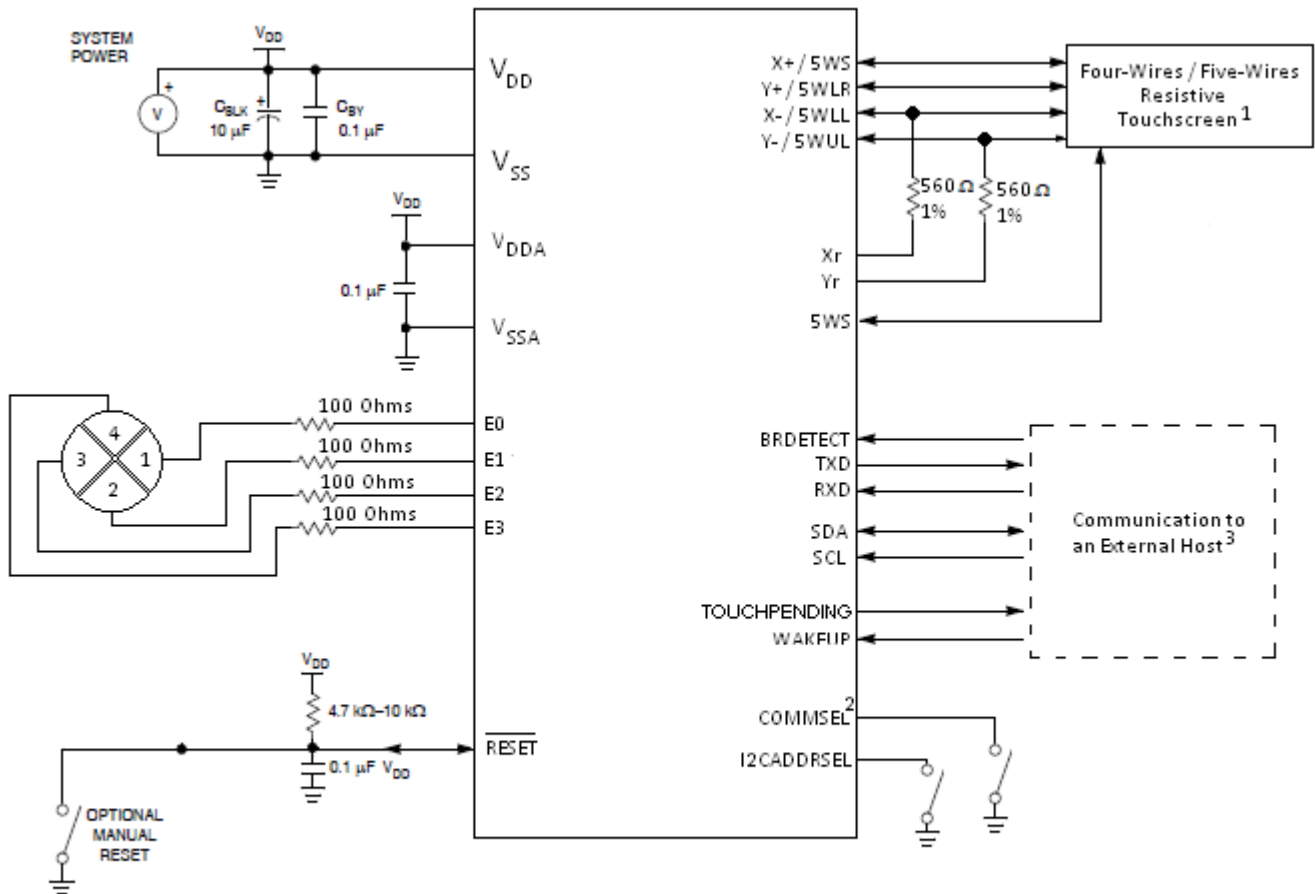 SYSTEM
POWER
VDD
+
V
CBLK
10 µF
+
CBY
0.1 µF
VDD
VSS
VDD
0.1 µF
VDDA
VSSA
4
3
1
2
100 Ohms
E0
100 Ohms
E1
100 Ohms
E2
100 Ohms
E3
VDD
4.7 kΩ–10 kΩ
RESET
0.1 µF VDD
OPTIONAL
MANUAL
RESET
X+/ 5WS
Y+/ 5WLR
X-/ 5WLL
Y-/ 5WUL
Four-Wires / Five-Wires
Resistive
Touchscreen 1
560 Ω
1%
560 Ω
1%
Xr
Yr
5WS
BRDETECT
TXD
RXD
SDA
SCL
TOUCHPENDING
WAKEUP
Communication to
an External Host 3
COMMSEL 2
I2CADDRSEL